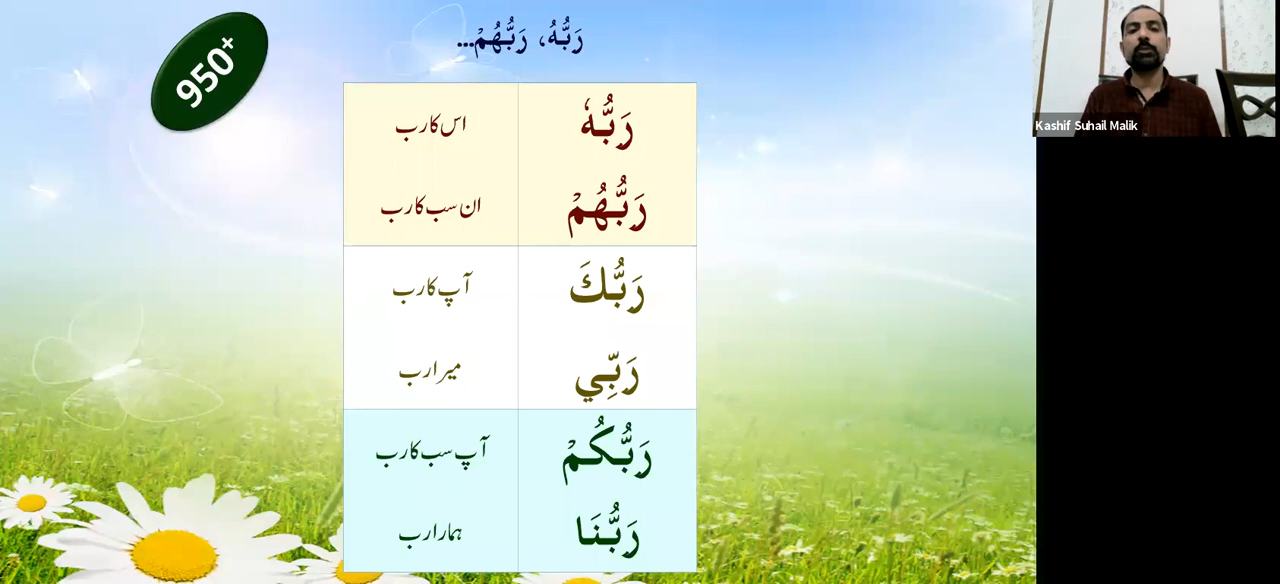 رَبُّهُ، رَبُّهُمْ...
950+
رَبُّهٗ اس کا رب
رَبُّهُمْ ان سب کا رب
رَبُّكَ آپ کا رب
رَبِّي میرا رب
رَبُّكُمْ آپ سب کا رب
رَبُّنَا ہمارا رب
Kashif Suhail Malik